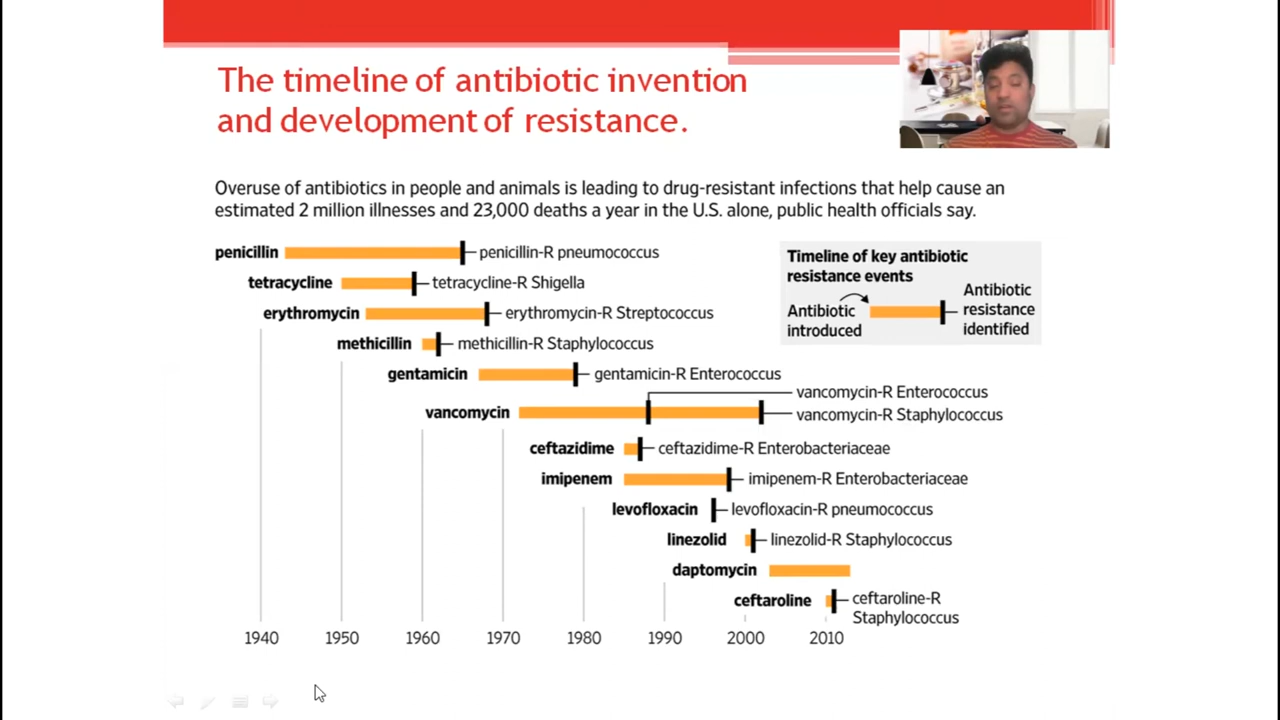 The timeline of antibiotic invention
and development of resistance.
Overuse of antibiotics in people and animals is leading to drug-resistant infections that help cause an
estimated 2 million illnesses and 23,000 deaths a year in the U.S. alone, public health officials say.
Timeline of key antibiotic
resistance events
Antibiotic
introduced
Antibiotic
resistance
identified
penicillin penicillin-R pneumococcus
tetracycline tetracycline-R Shigella
erythromycin erythromycin-R Streptococcus
methicillin methicillin-R Staphylococcus
gentamicin gentamicin-R Enterococcus
vancomycin-R Enterococcus
vancomycin vancomycin-R Staphylococcus
ceftazidime ceftazidime-R Enterobacteriaceae
imipenem imipenem-R Enterobacteriaceae
levofloxacin levofloxacin-R pneumococcus
linezolid linezolid-R Staphylococcus
daptomycin
ceftaroline ceftaroline-R
Staphylococcus
1940 1950 1960 1970 1980 1990 2000 2010